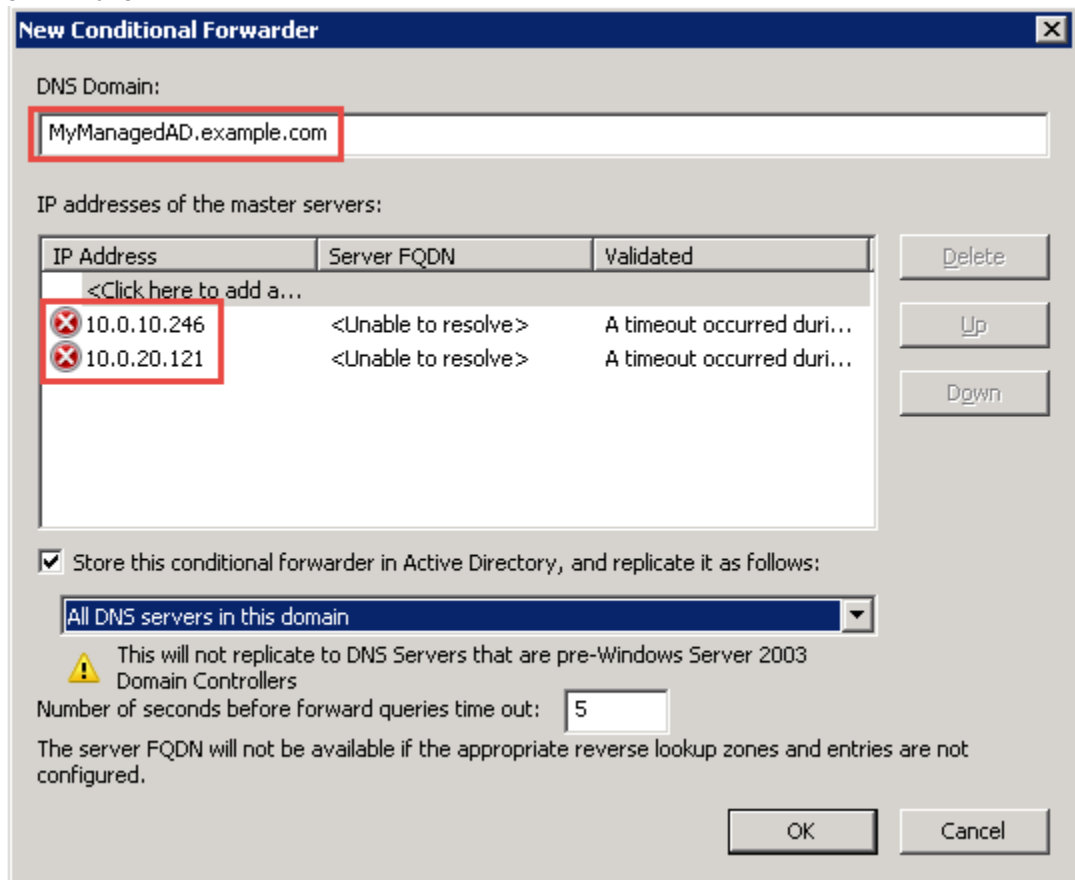 New Conditional Forwarder
DNS Domain:
MyManagedAD.example.com
IP addresses of the master servers:
IP Address Server FQDN Validated
<Click here to add a...
10.0.10.246 <Unable to resolve> A timeout occurred duri...
10.0.20.121 <Unable to resolve> A timeout occurred duri...
Delete
Up
Down
Store this conditional forwarder in Active Directory, and replicate it as follows:
All DNS servers in this domain
This will not replicate to DNS Servers that are pre-Windows Server 2003
Domain Controllers
Number of seconds before forward queries time out: 5
The server FQDN will not be available if the appropriate reverse lookup zones and entries are not
configured.
OK Cancel